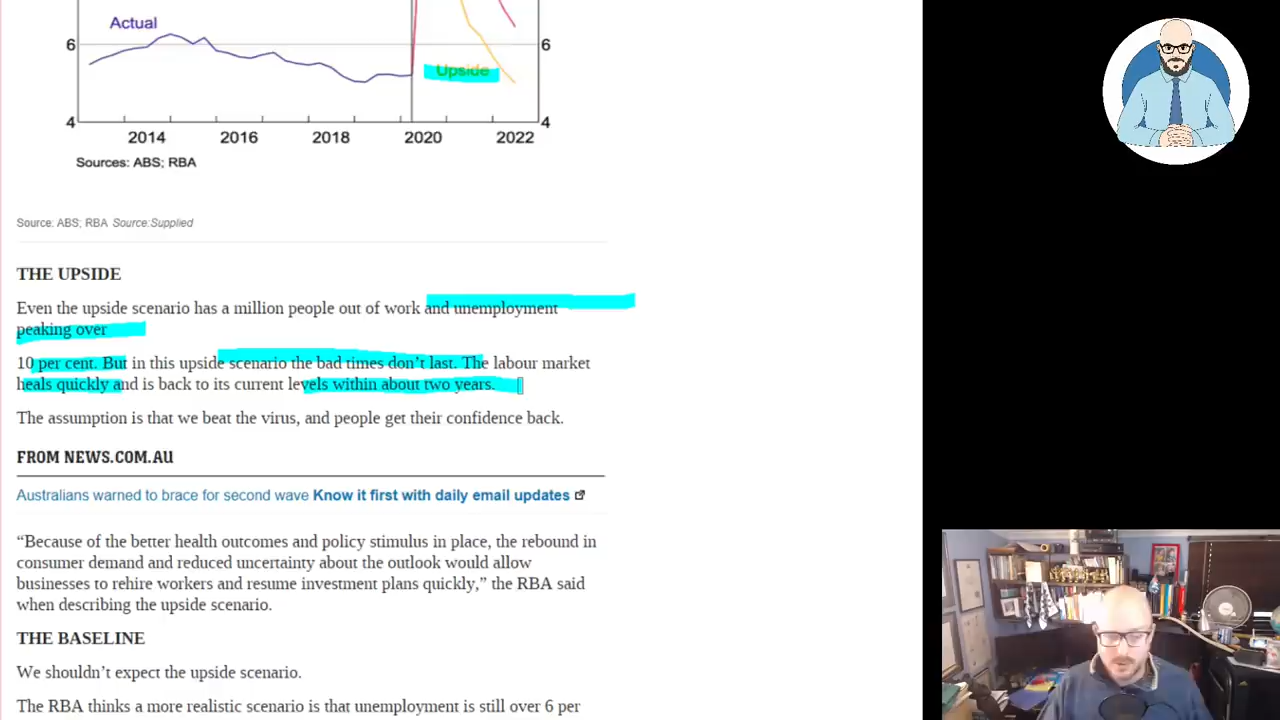 Actual
6
6
Upside
4
4
2014
2016
2018
2020
2022
Sources: ABS; RBA
Source: ABS; RBA Source:Supplied
THE UPSIDE
Even the upside scenario has a million people out of work and unemployment
peaking over
10 per cent. But in this upside scenario the bad times don’t last. The labour market
heals quickly and is back to its current levels within about two years.
The assumption is that we beat the virus, and people get their confidence back.
FROM NEWS.COM.AU
Australians warned to brace for second wave Know it first with daily email updates
“Because of the better health outcomes and policy stimulus in place, the rebound in
consumer demand and reduced uncertainty about the outlook would allow
businesses to rehire workers and resume investment plans quickly,” the RBA said
when describing the upside scenario.
THE BASELINE
We shouldn’t expect the upside scenario.
The RBA thinks a more realistic scenario is that unemployment is still over 6 per